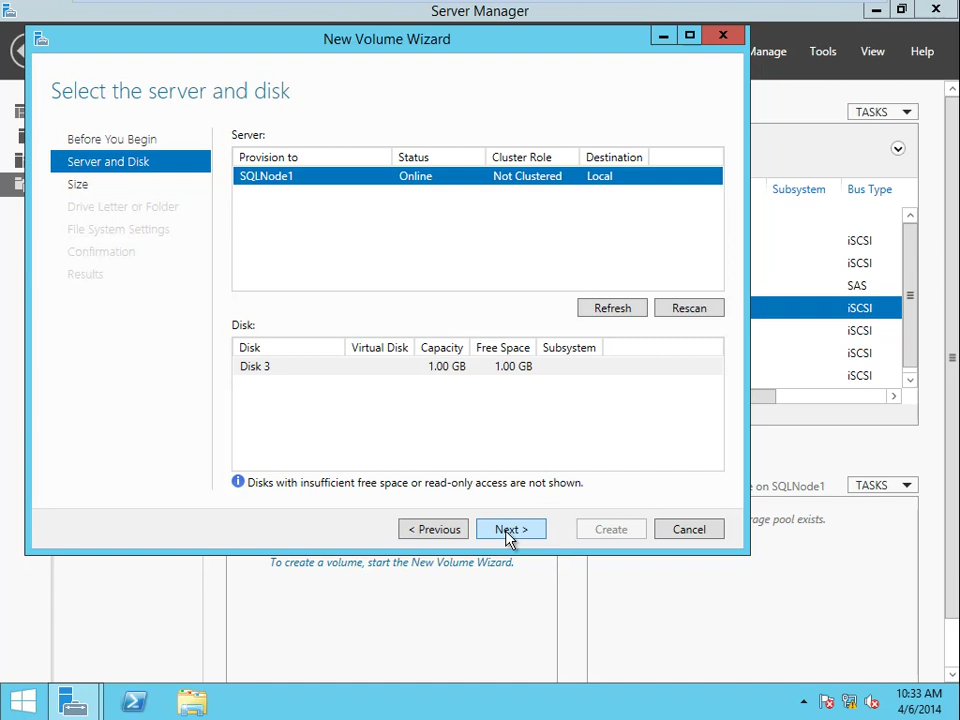 Server Manager
New Volume Wizard
Manage Tools View Help
Select the server and disk
TASKS
Before You Begin
Server and Disk
Size
Drive Letter or Folder
File System Settings
Confirmation
Results
Server:
Provision to Status Cluster Role Destination
SQLNode1 Online Not Clustered Local
Refresh Rescan
Disk:
Disk Virtual Disk Capacity Free Space Subsystem
Disk 3 1.00 GB 1.00 GB
Disks with insufficient free space or read-only access are not shown.
< Previous Next > Create Cancel
Subsystem Bus Type
iSCSI
iSCSI
SAS
iSCSI
iSCSI
iSCSI
iSCSI
e on SQLNode1 TASKS
rage pool exists.
To create a volume, start the New Volume Wizard.
10:33 AM
4/6/2014